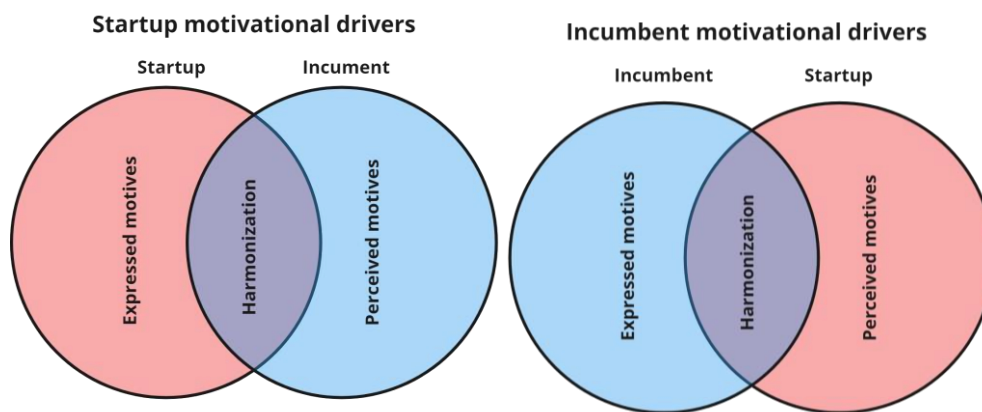 Startup motivational drivers
Startup
Incument
Expressed motives
Harmonization
Perceived motives
Incumbent motivational drivers
Incumbent
Startup
Expressed motives
Harmonization
Perceived motives